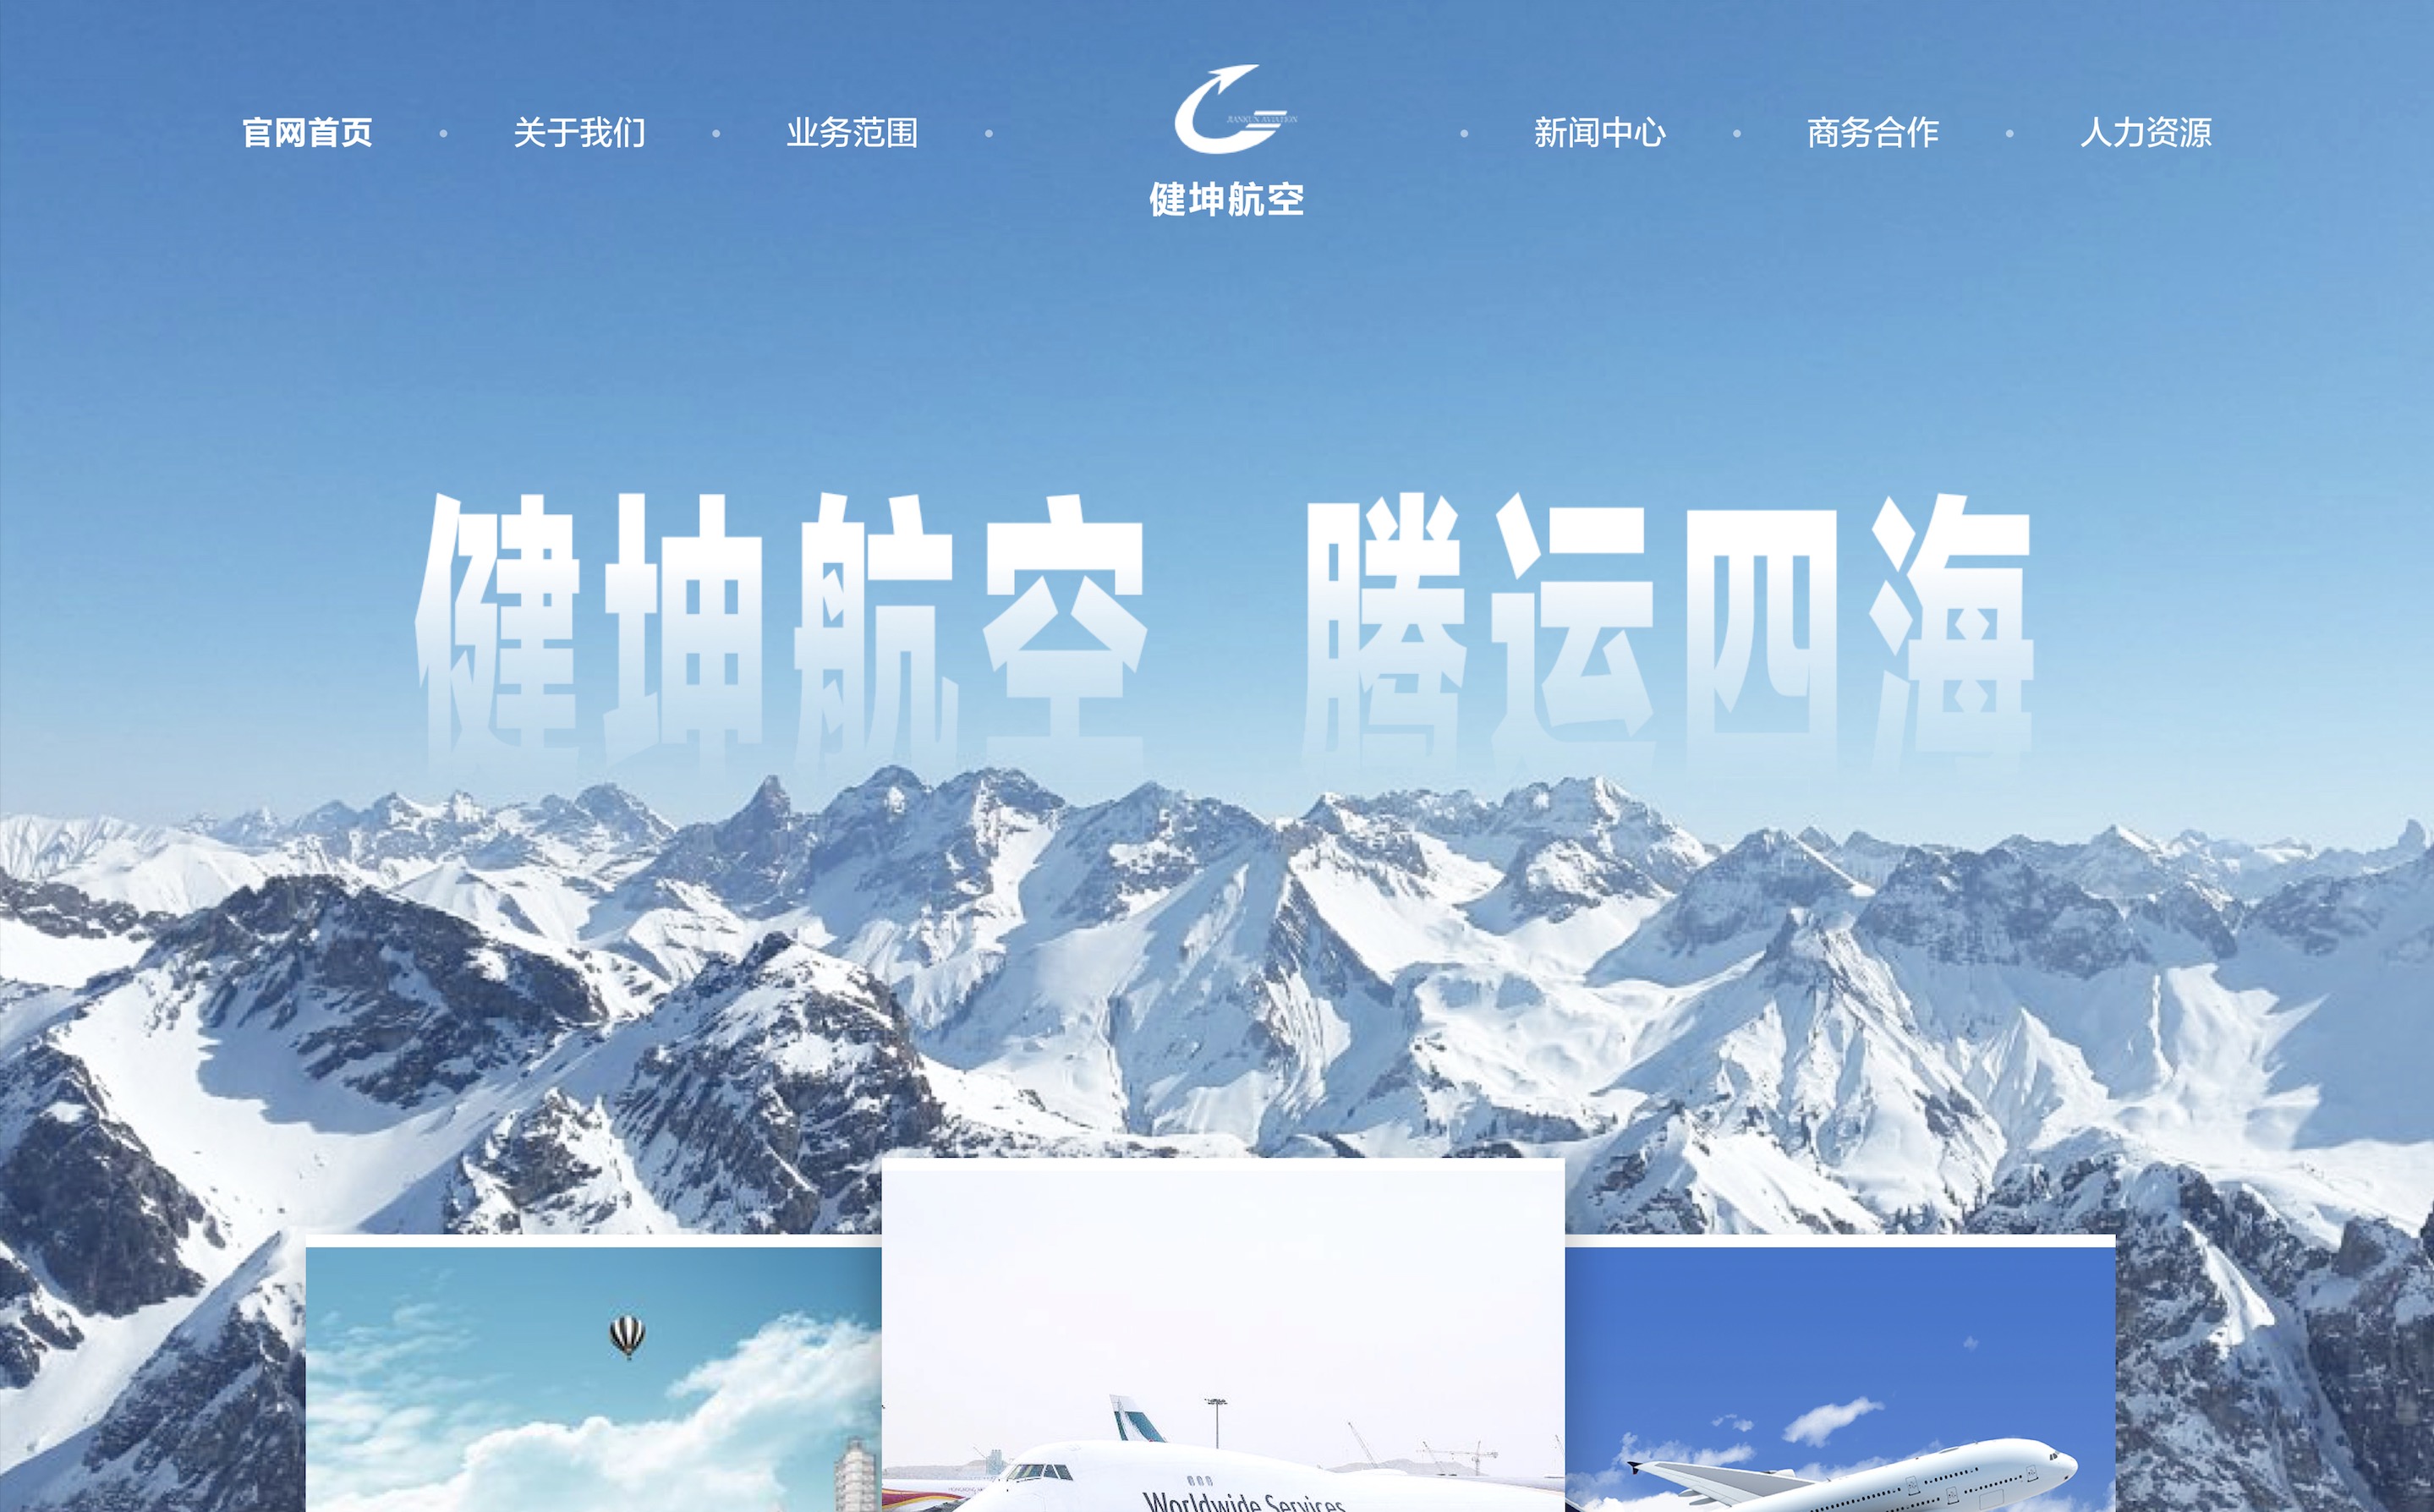 官网首页 · 关于我们 · 业务范围 ·
JIANKUN AVIATION
· 新闻中心 · 商务合作 · 人力资源
健坤航空
健坤航空 腾运四海
Worldwide Services